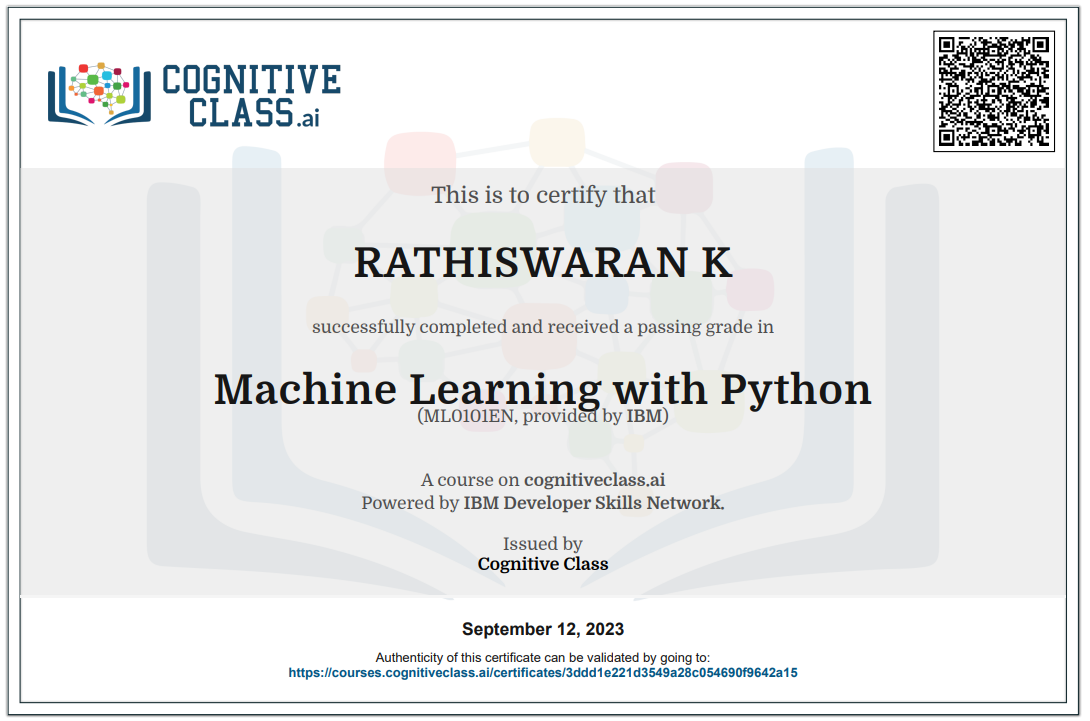 COGNITIVE
CLASS.ai
This is to certify that
RATHISWARAN K
successfully completed and received a passing grade in
Machine Learning with Python
(ML0101EN, provided by IBM)
A course on cognitiveclass.ai
Powered by IBM Developer Skills Network.
Issued by
Cognitive Class
September 12, 2023
Authenticity of this certificate can be validated by going to:
https://courses.cognitiveclass.ai/certificates/3ddd1e221d3549a28c054690f9642a15